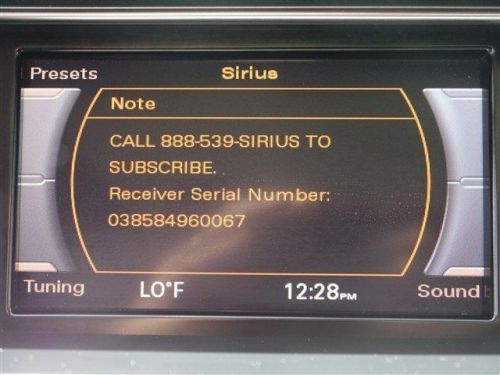 Presets Sirius
Note
CALL 888-539-SIRIUS TO
SUBSCRIBE.
Receiver Serial Number:
038584960067
Tuning LO°F 12:28PM Sound